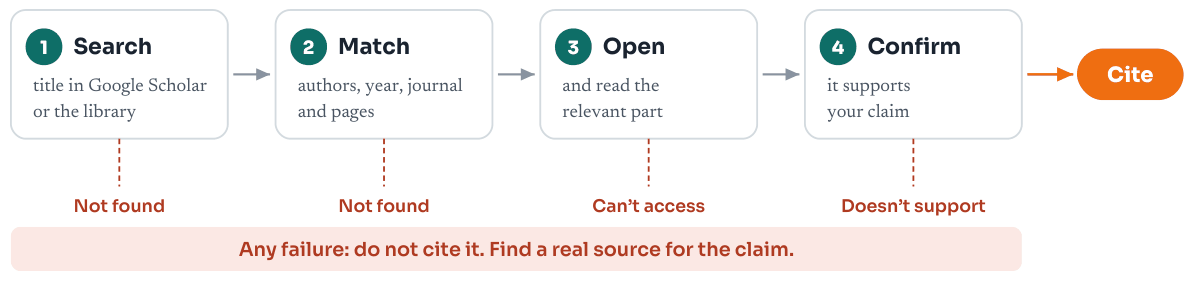 1 Search
title in Google Scholar
or the library
2 Match
authors, year, journal
and pages
3 Open
and read the
relevant part
4 Confirm
it supports
your claim
Cite
Not found
Not found
Can’t access
Doesn’t support
Any failure: do not cite it. Find a real source for the claim.